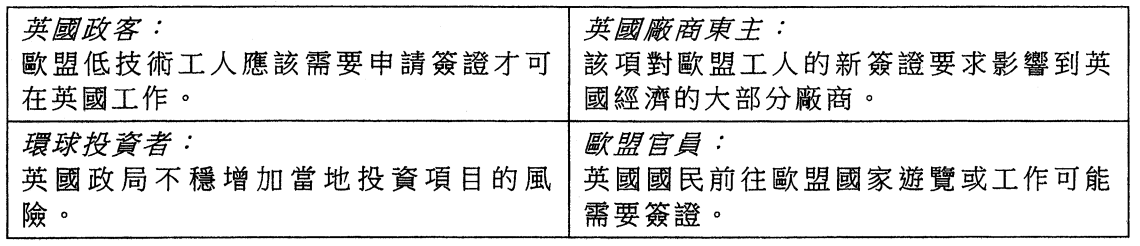 英國政客：
歐盟低技術工人應該需要申請簽證才可
在英國工作。
英國廠商東主：
該項對歐盟工人的新簽證要求影響到英
國經濟的大部分廠商。
環球投資者：
英國政局不穩增加當地投資項目的風
險。
歐盟官員：
英國國民前往歐盟國家遊覽或工作可能
需要簽證。